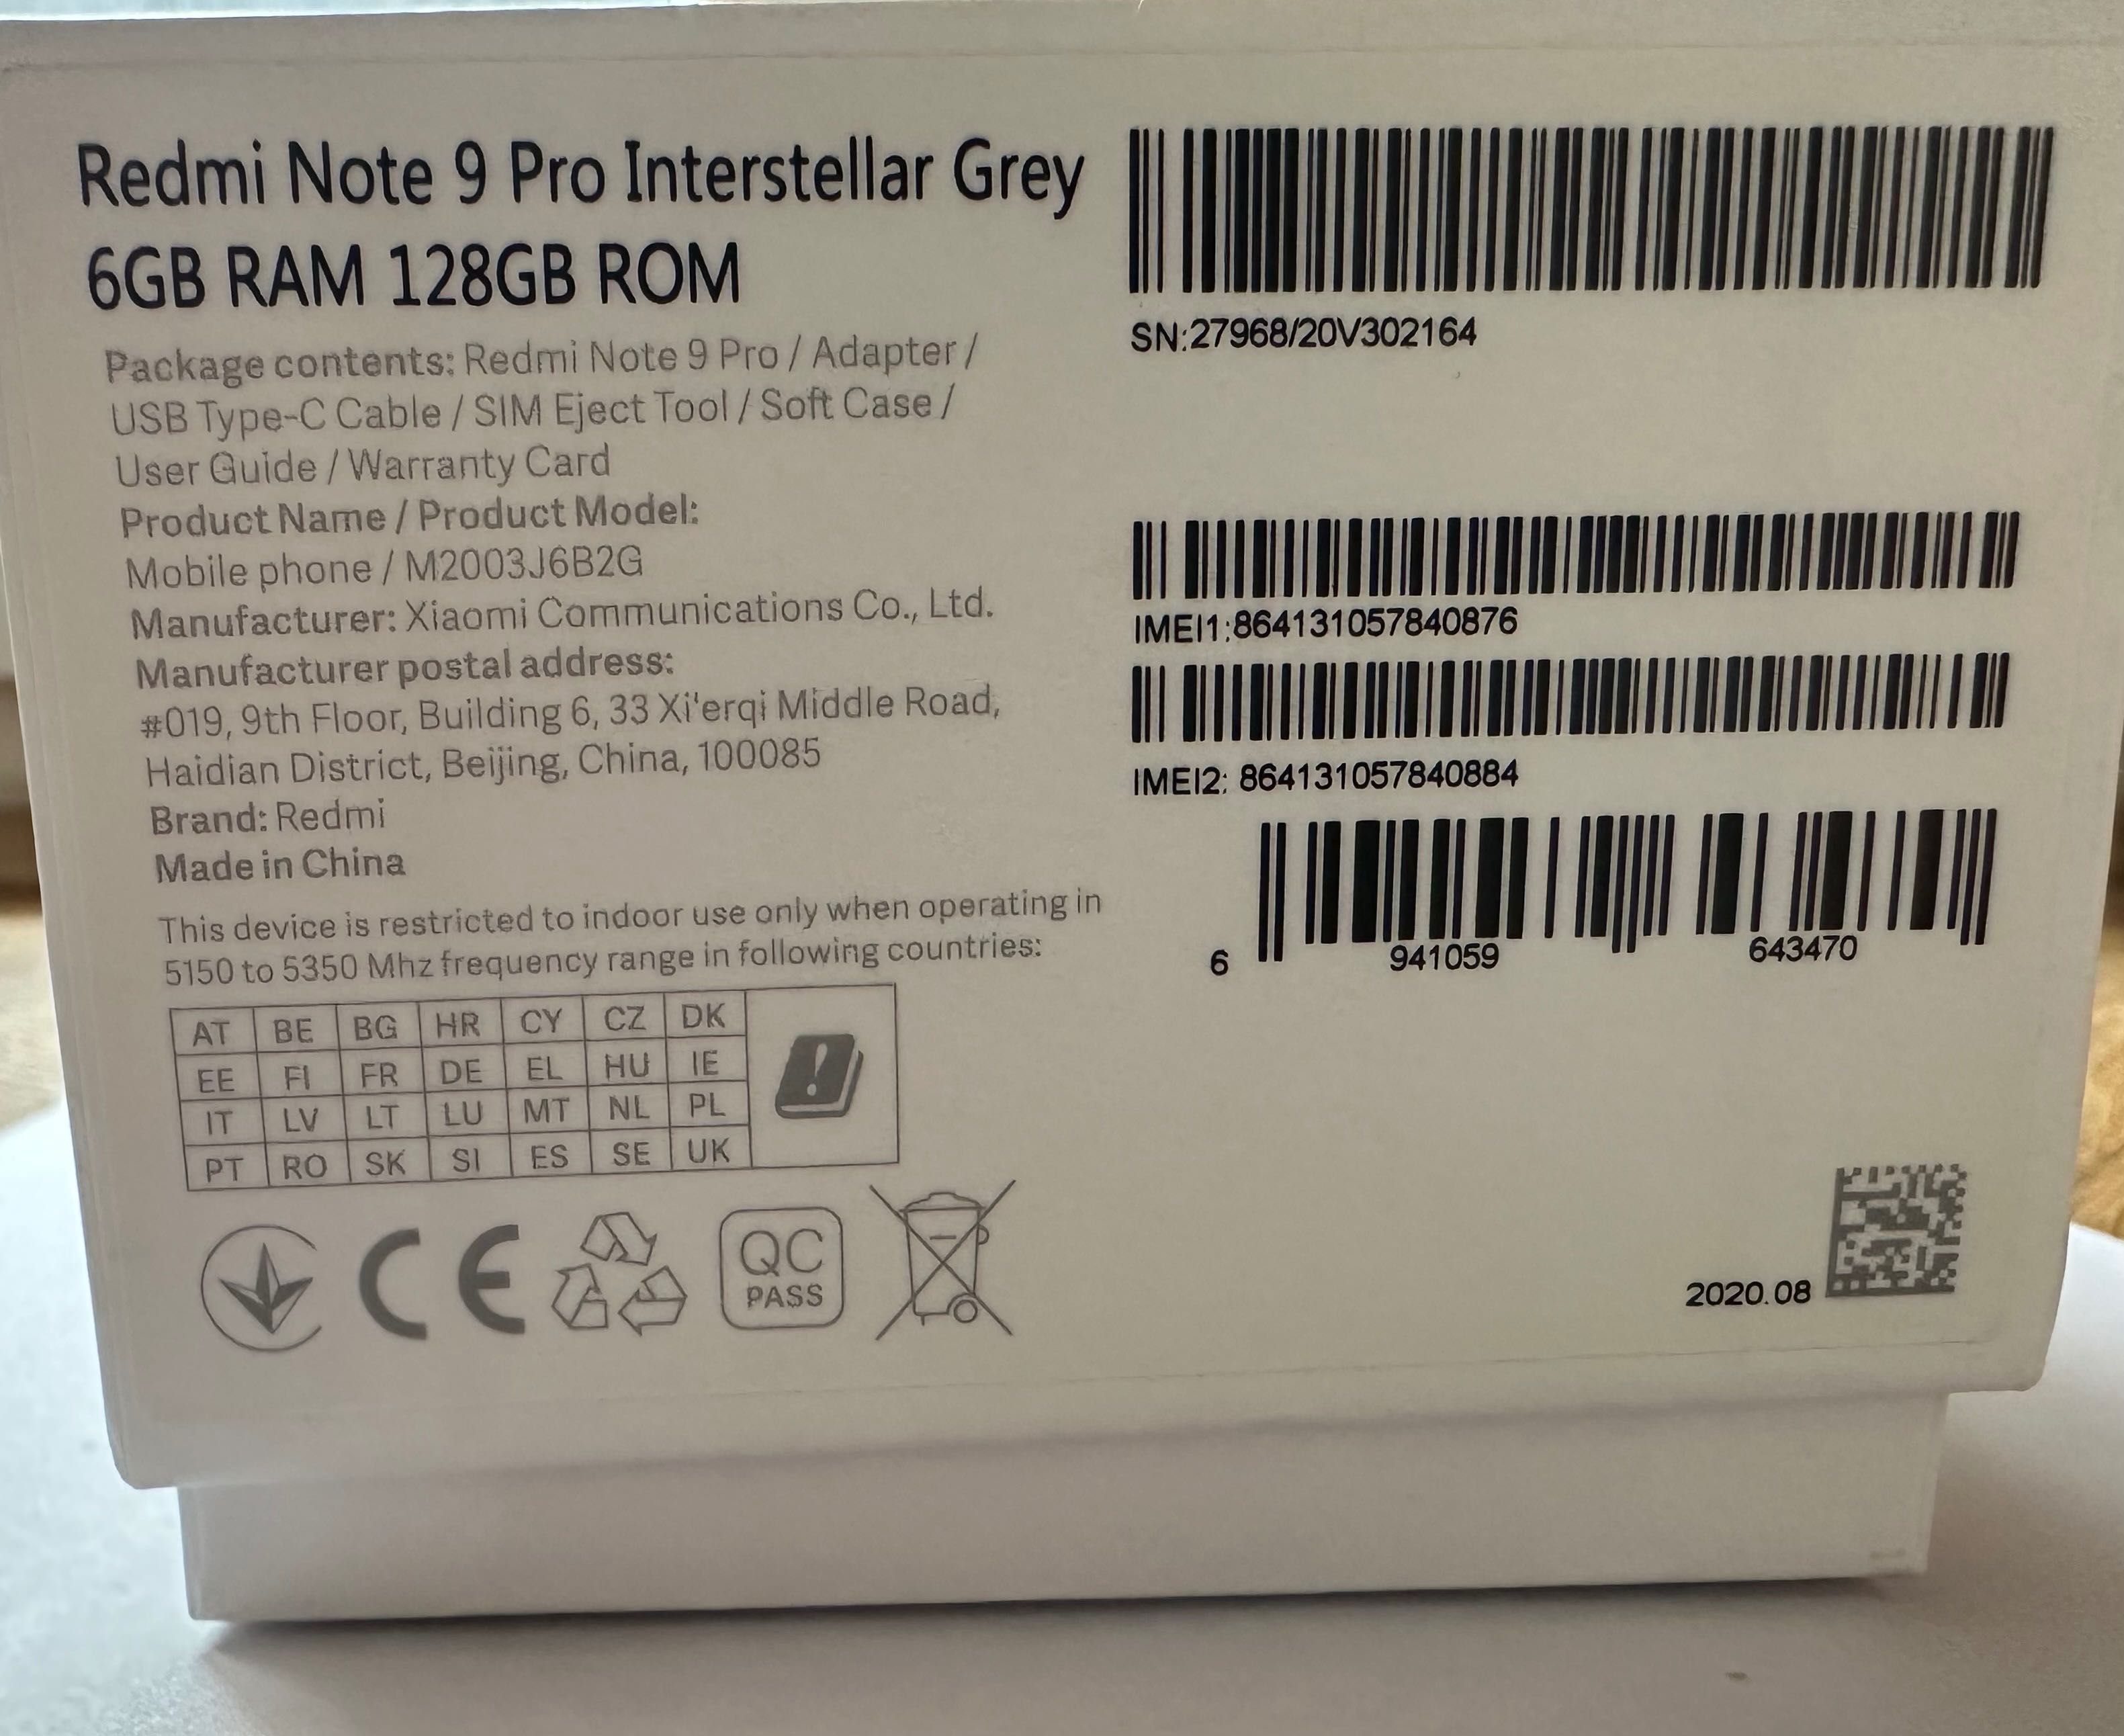 Redmi Note 9 Pro Interstellar Grey
6GB RAM 128GB ROM
Package contents: Redmi Note 9 Pro / Adapter /
USB Type-C Cable / SIM Eject Tool / Soft Case /
User Guide / Warranty Card
Product Name / Product Model:
Mobile phone / M2003J6B2G
Manufacturer: Xiaomi Communications Co., Ltd.
Manufacturer postal address:
#019, 9th Floor, Building 6, 33 Xi'erqi Middle Road,
Haidian District, Beijing, China, 100085
Brand: Redmi
Made in China
This device is restricted to indoor use only when operating in
5150 to 5350 Mhz frequency range in following countries:
AT BE BG HR CY CZ DK
EE FI FR DE EL HU IE
IT LV LT LU MT NL PL
PT RO SK SI ES SE UK
CE
QC
PASS
SN:27968/20V302164
IMEI1:864131057840876
IMEI2: 864131057840884
6 941059 643470
2020.08